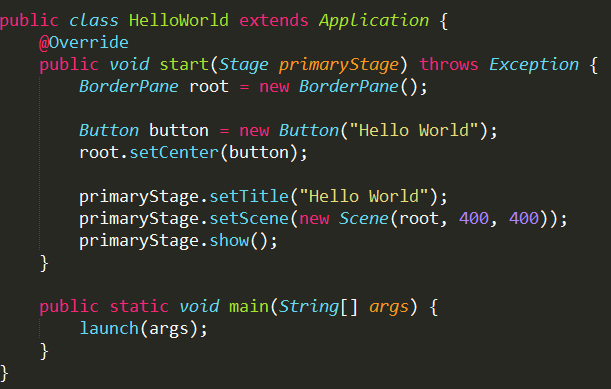 public class HelloWorld extends Application {
    @Override
    public void start(Stage primaryStage) throws Exception {
        BorderPane root = new BorderPane();

        Button button = new Button("Hello World");
        root.setCenter(button);

        primaryStage.setTitle("Hello World");
        primaryStage.setScene(new Scene(root, 400, 400));
        primaryStage.show();
    }

    public static void main(String[] args) {
        launch(args);
    }
}